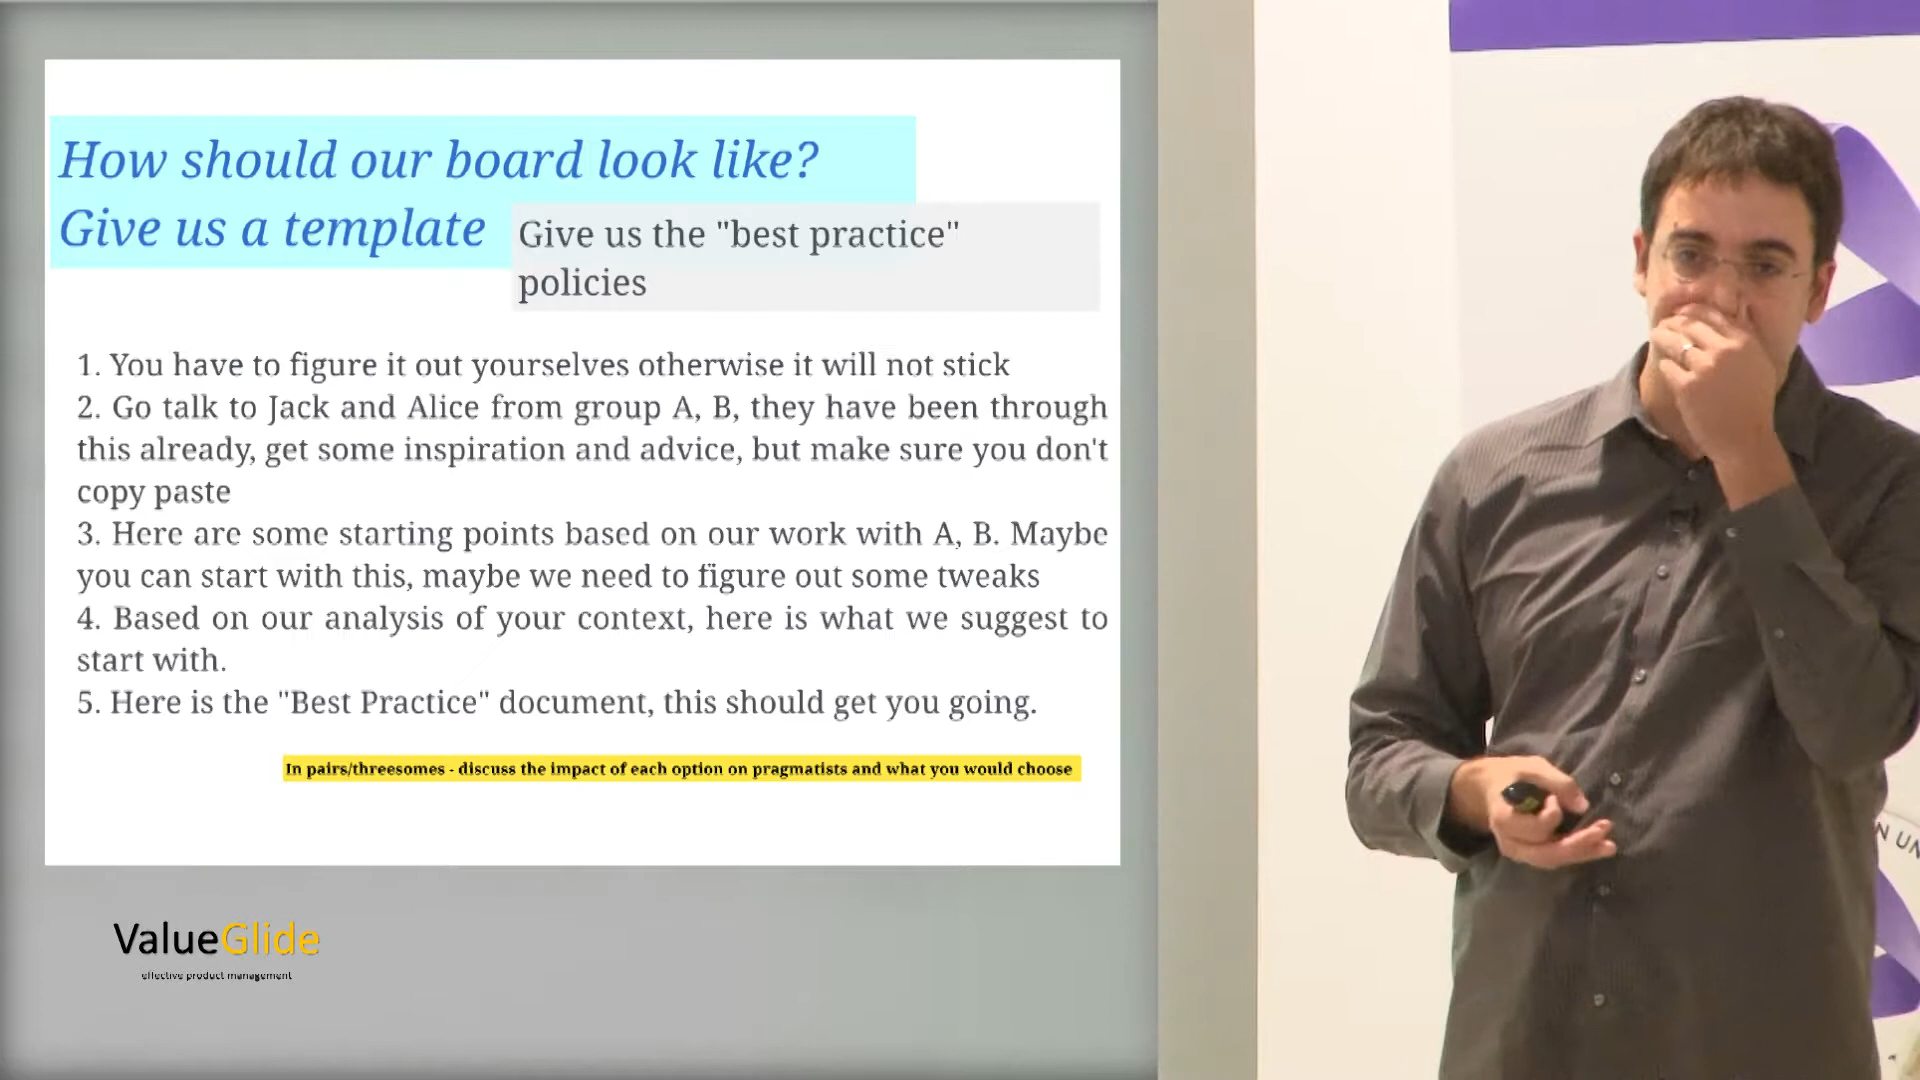 How should our board look like?
Give us a template
Give us the "best practice"
policies
1. You have to figure it out yourselves otherwise it will not stick
2. Go talk to Jack and Alice from group A, B, they have been through
this already, get some inspiration and advice, but make sure you don't
copy paste
3. Here are some starting points based on our work with A, B. Maybe
you can start with this, maybe we need to figure out some tweaks
4. Based on our analysis of your context, here is what we suggest to
start with.
5. Here is the "Best Practice" document, this should get you going.
In pairs/threesomes - discuss the impact of each option on pragmatists and what you would choose
ValueGlide
effective product management